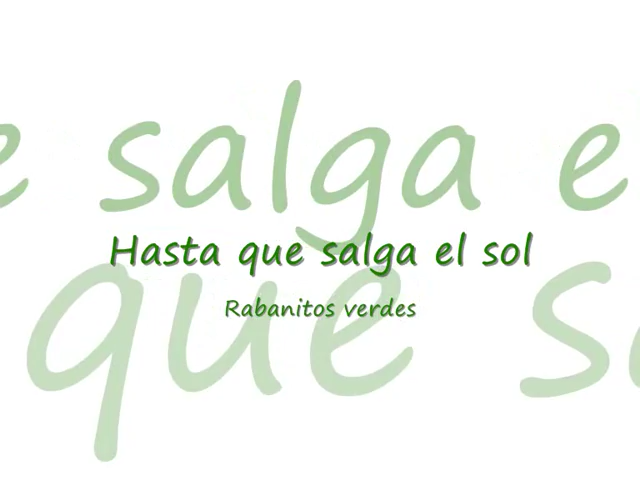 e salga e
Hasta que salga el sol
que s
Rabanitos verdes